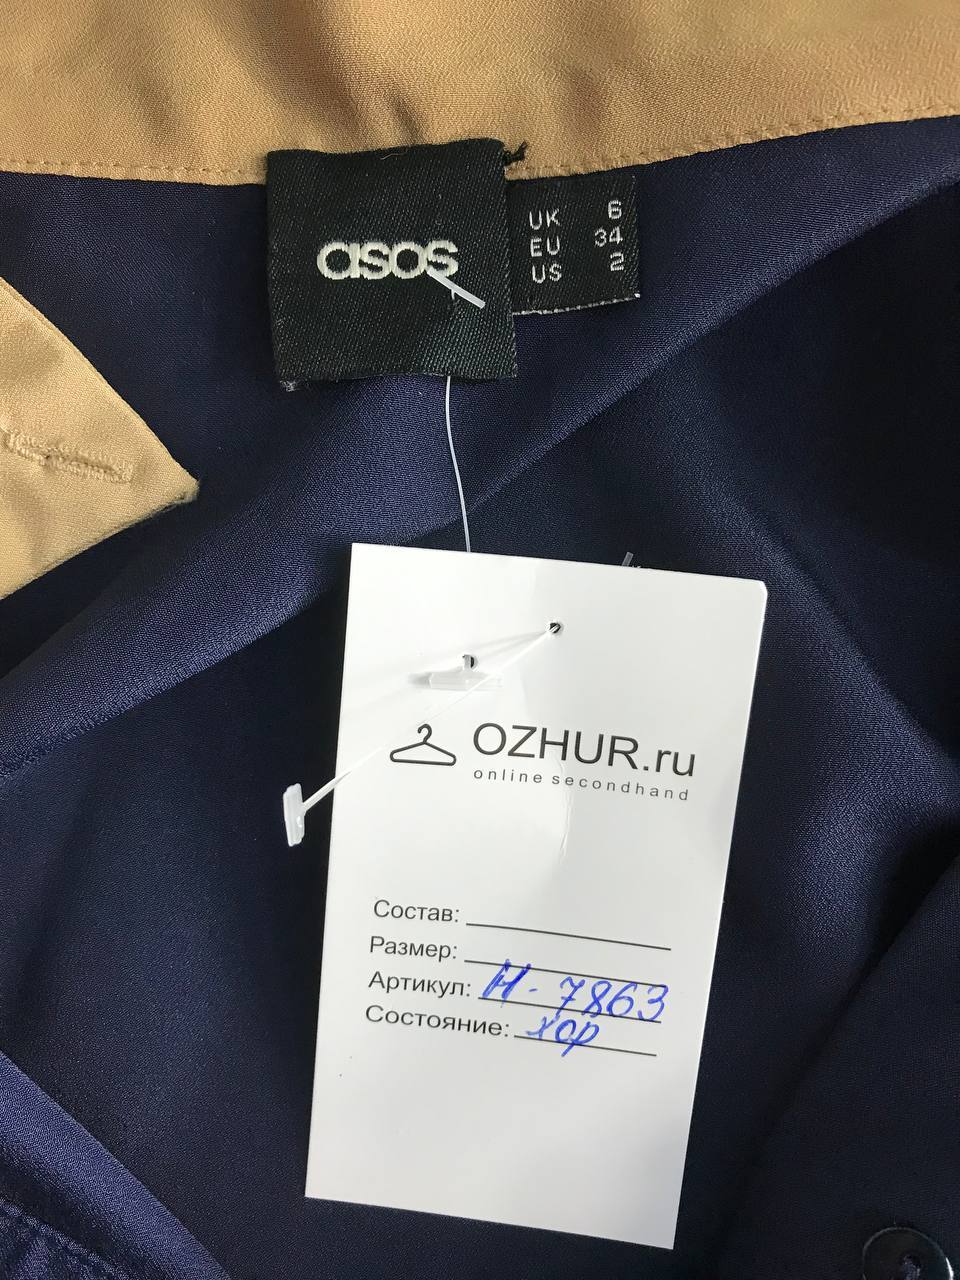 asos
UK 6
EU 34
US 2
OZHUR.ru
online secondhand
Состав:
Размер:
Артикул: Н-7863
Состояние: хор